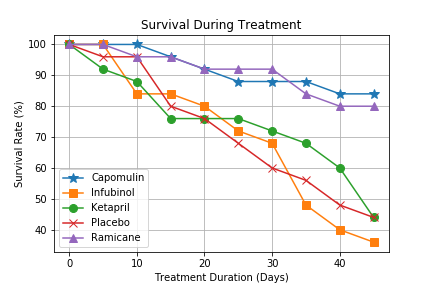 Survival During Treatment
100
90
80
70
60
50
40
Survival Rate (%)
Capomulin
Infubinol
Ketapril
Placebo
Ramicane
0
10
20
30
40
Treatment Duration (Days)